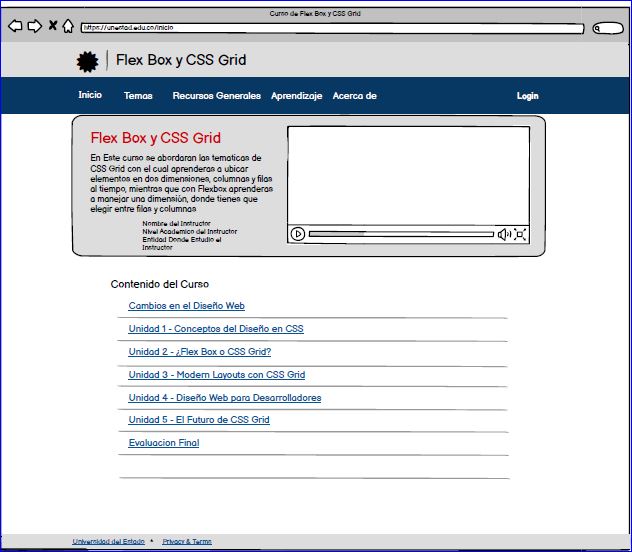 Curso de Flex Box y CSS Grid
https://unestad.edu.co/inicio
Flex Box y CSS Grid
Inicio Temas Recursos Generales Aprendizaje Acerca de Login
Flex Box y CSS Grid
En Este curso se abordaran las tematicas de
CSS Grid con el cual aprenderas a ubicar
elementos en dos dimensiones, columnas y filas
al tiempo, mientras que con Flexbox aprenderas
a manejar una dimensión, donde tienes que
elegir entre filas y columnas
Nombre del Instructor
Nivel Academico del Instructor
Entidad Donde Estudio el
Instructor
Contenido del Curso
Cambios en el Diseño Web
Unidad 1 - Conceptos del Diseño en CSS
Unidad 2 - ¿Flex Box o CSS Grid?
Unidad 3 - Modern Layouts con CSS Grid
Unidad 4 - Diseño Web para Desarrolladores
Unidad 5 - El Futuro de CSS Grid
Evaluacion Final
Universidad del Estado * Privacy & Terms